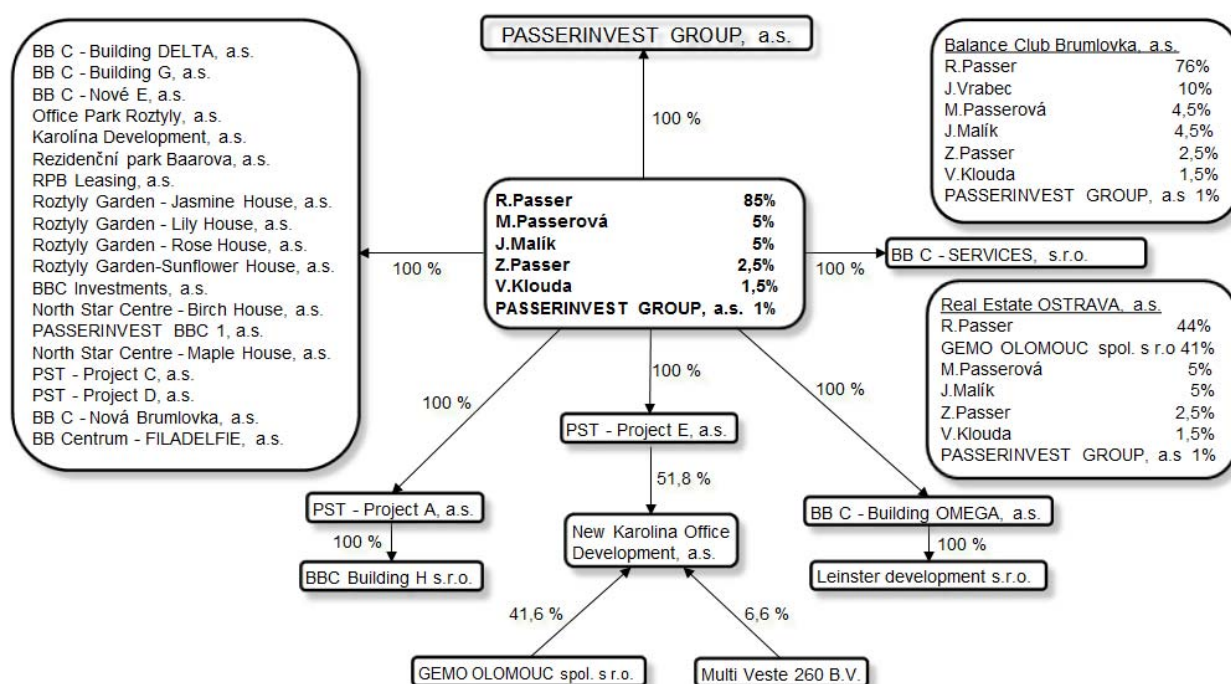 PASSERINVEST GROUP, a.s.
BB C - Building DELTA, a.s.
BB C - Building G, a.s.
BB C - Nové E, a.s.
Office Park Roztyly, a.s.
Karolína Development, a.s.
Rezidenční park Baarova, a.s.
RPB Leasing, a.s.
Roztyly Garden - Jasmine House, a.s.
Roztyly Garden - Lily House, a.s.
Roztyly Garden - Rose House, a.s.
Roztyly Garden-Sunflower House, a.s.
BBC Investments, a.s.
North Star Centre - Birch House, a.s.
PASSERINVEST BBC 1, a.s.
North Star Centre - Maple House, a.s.
PST - Project C, a.s.
PST - Project D, a.s.
BB C - Nová Brumlovka, a.s.
BB Centrum - FILADELFIE, a.s.
100 %
R.Passer 85%
M.Passerová 5%
J.Malík 5%
Z.Passer 2,5%
V.Klouda 1,5%
PASSERINVEST GROUP, a.s. 1%
100 %
100 %
Balance Club Brumlovka, a.s.
R.Passer 76%
J.Vrabec 10%
M.Passerová 4,5%
J.Malík 4,5%
Z.Passer 2,5%
V.Klouda 1,5%
PASSERINVEST GROUP, a.s 1%
BB C - SERVICES, s.r.o.
Real Estate OSTRAVA, a.s.
R.Passer 44%
GEMO OLOMOUC spol. s r.o 41%
M.Passerová 5%
J.Malík 5%
Z.Passer 2,5%
V.Klouda 1,5%
PASSERINVEST GROUP, a.s 1%
100 %
100 %
100 %
PST - Project E, a.s.
51,8 %
PST - Project A, a.s.
100 %
BBC Building H s.r.o.
New Karolina Office
Development, a.s.
BB C - Building OMEGA, a.s.
100 %
Leinster development s.r.o.
41,6 %
6,6 %
GEMO OLOMOUC spol. s r.o.
Multi Veste 260 B.V.